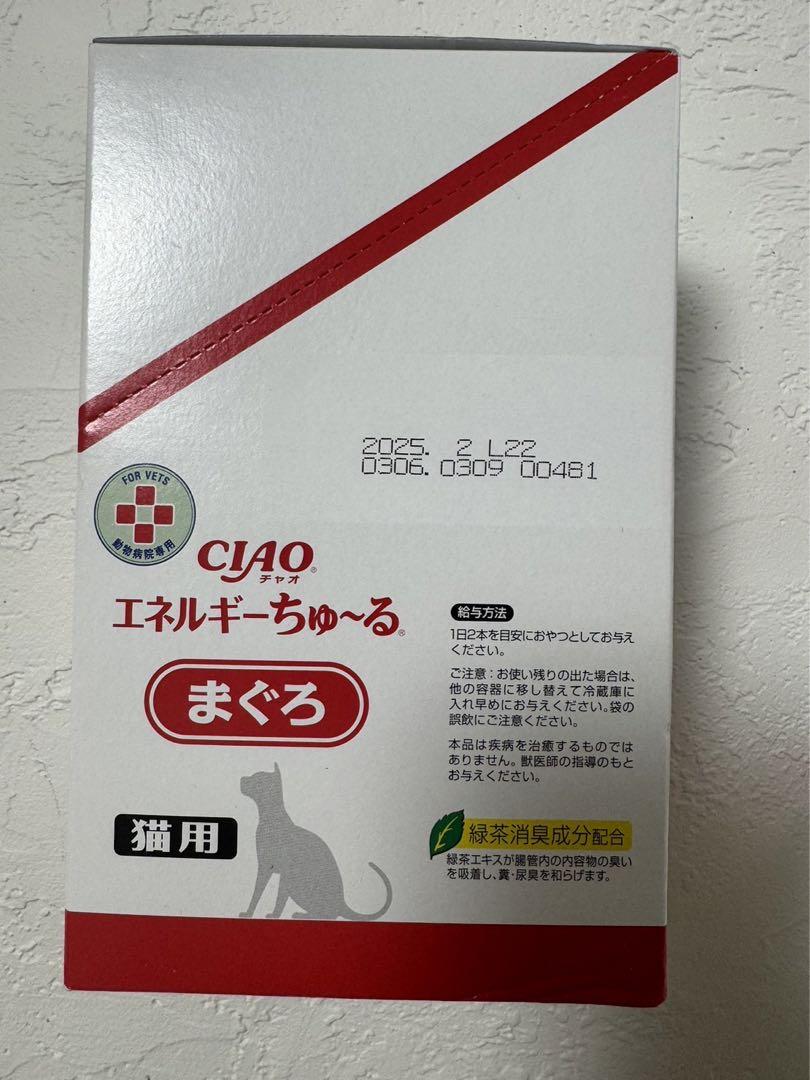 2025. 2 L22
0306. 0309 00481
FOR VETS
動物病院専用
CIAO®
チャオ
エネルギーちゅ〜る®
まぐろ
猫用
給与方法
1日2本を目安におやつとしてお与え
ください。
ご注意：お使い残りの出た場合は、
他の容器に移し替えて冷蔵庫に
入れ早めにお与えください。袋の
誤飲にご注意ください。
本品は疾病を治癒するものでは
ありません。獣医師の指導のもと
お与えください。
緑茶消臭成分配合
緑茶エキスが腸管内の内容物の臭い
を吸着し、糞・尿臭を和らげます。